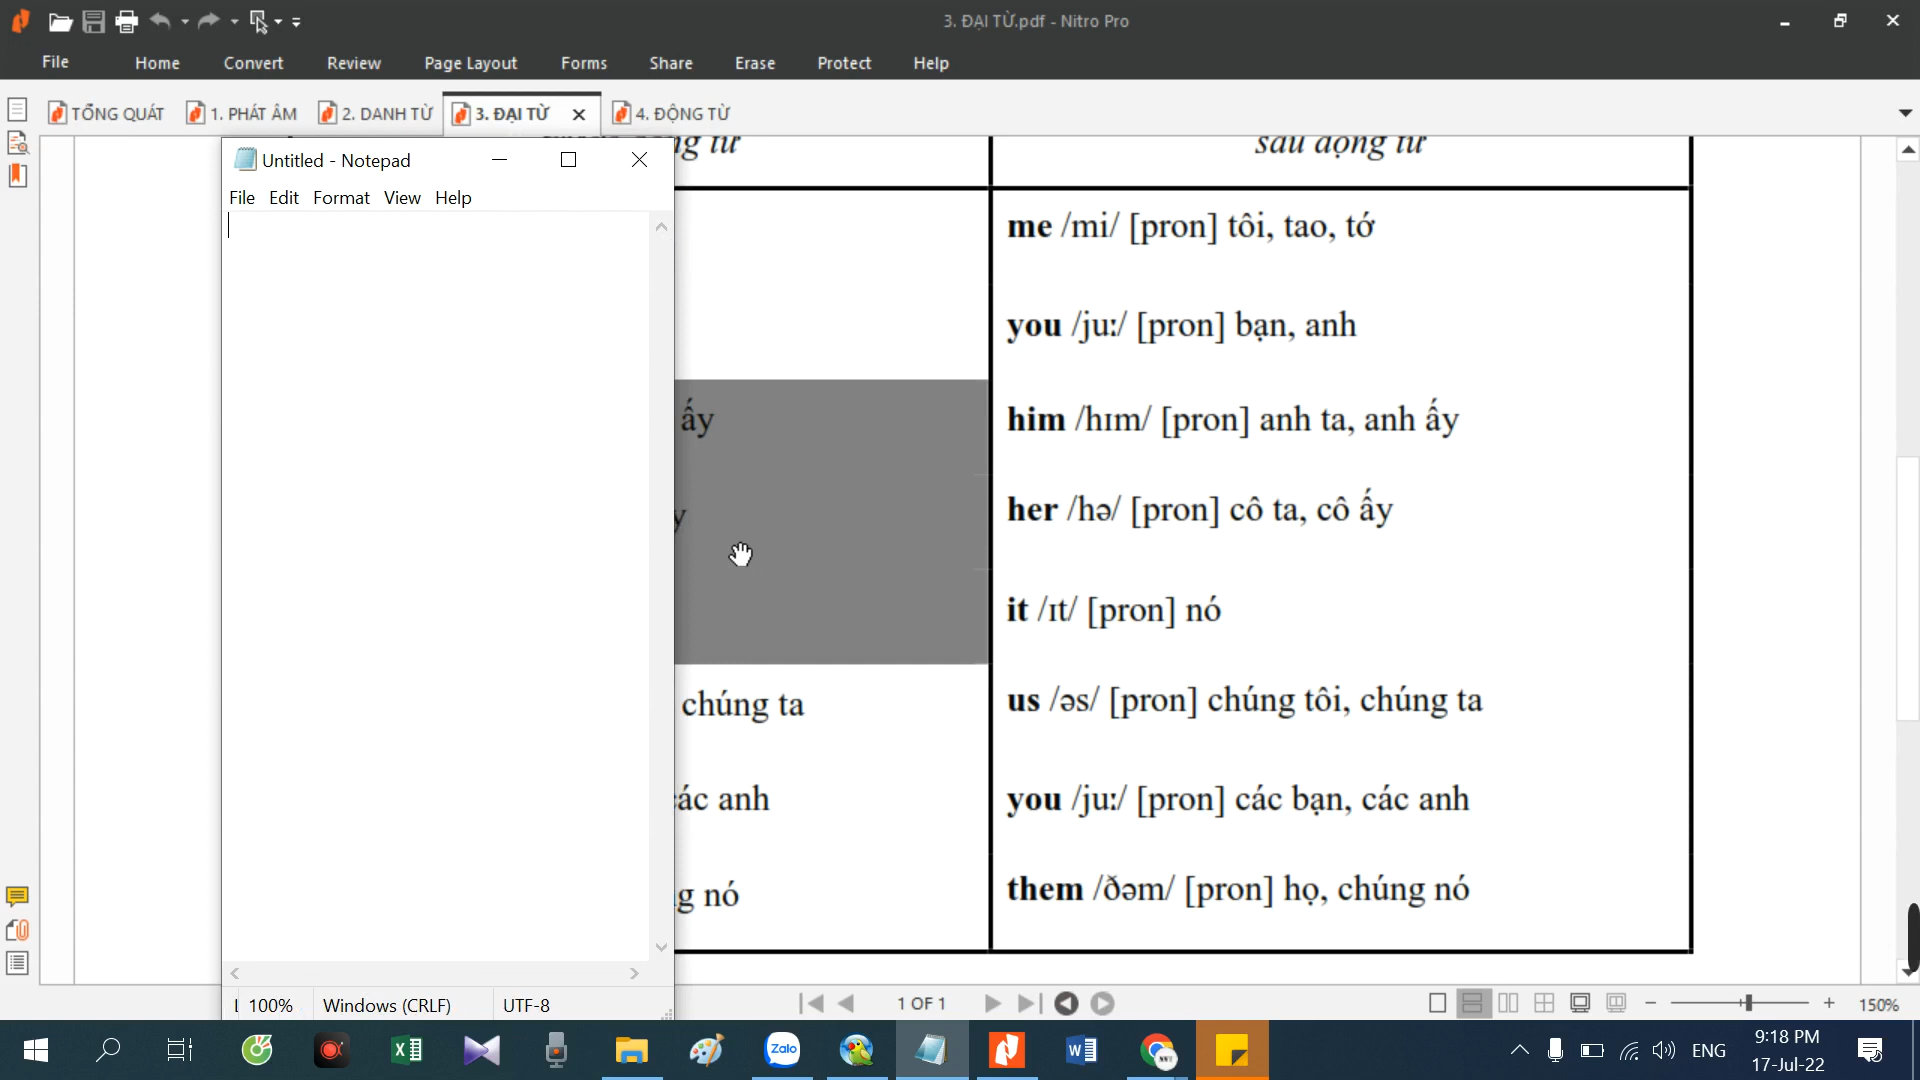 3. ĐẠI TỪ.pdf - Nitro Pro
File Home Convert Review Page Layout Forms Share Erase Protect Help
TỔNG QUÁT 1. PHÁT ÂM 2. DANH TỪ 3. ĐẠI TỪ 4. ĐỘNG TỪ
sau động từ
Untitled - Notepad
File Edit Format View Help
me /mi/ [pron] tôi, tao, tớ
you /ju:/ [pron] bạn, anh
ấy
him /hɪm/ [pron] anh ta, anh ấy
y
her /hə/ [pron] cô ta, cô ấy
it /ɪt/ [pron] nó
chúng ta
us /əs/ [pron] chúng tôi, chúng ta
các anh
you /ju:/ [pron] các bạn, các anh
g nó
them /ðəm/ [pron] họ, chúng nó
100% Windows (CRLF) UTF-8
1 OF 1
150%
Zalo
ENG
9:18 PM
17-Jul-22